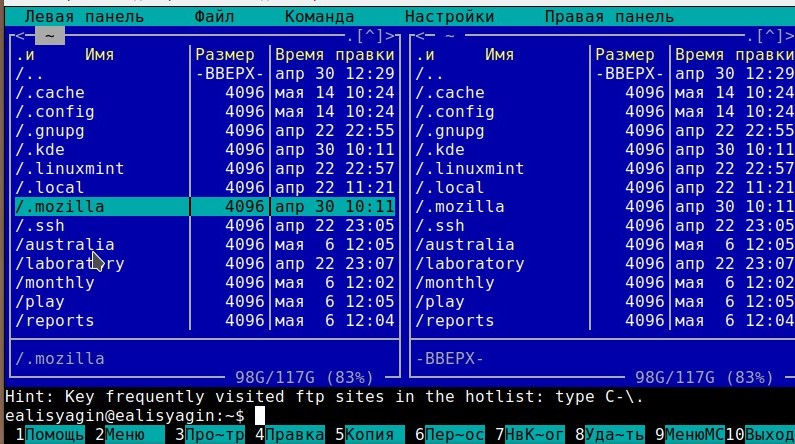 Левая панель Файл Команда Настройки Правая панель
<~ .[^]> <~ .[^]>
.и Имя Размер Время правки .и Имя Размер Время правки
/.. -ВВЕРХ- апр 30 12:29 /.. -ВВЕРХ- апр 30 12:29
/.cache 4096 мая 14 10:24 /.cache 4096 мая 14 10:24
/.config 4096 мая 14 10:24 /.config 4096 мая 14 10:24
/.gnupg 4096 апр 22 22:55 /.gnupg 4096 апр 22 22:55
/.kde 4096 апр 30 10:11 /.kde 4096 апр 30 10:11
/.linuxmint 4096 апр 22 22:57 /.linuxmint 4096 апр 22 22:57
/.local 4096 апр 22 11:21 /.local 4096 апр 22 11:21
/.mozilla 4096 апр 30 10:11 /.mozilla 4096 апр 30 10:11
/.ssh 4096 апр 22 23:05 /.ssh 4096 апр 22 23:05
/australia 4096 мая 6 12:05 /australia 4096 мая 6 12:05
/laboratory 4096 апр 22 23:07 /laboratory 4096 апр 22 23:07
/monthly 4096 мая 6 12:02 /monthly 4096 мая 6 12:02
/play 4096 мая 6 12:05 /play 4096 мая 6 12:05
/reports 4096 мая 6 12:04 /reports 4096 мая 6 12:04
/.mozilla -ВВЕРХ-
98G/117G (83%) 98G/117G (83%)
Hint: Key frequently visited ftp sites in the hotlist: type C-\.
ealisyagin@ealisyagin:~$
1Помощь 2Меню 3Про~тр 4Правка 5Копия 6Пер~ос 7НвК~ог 8Уда~ть 9МенюMC 10Выход